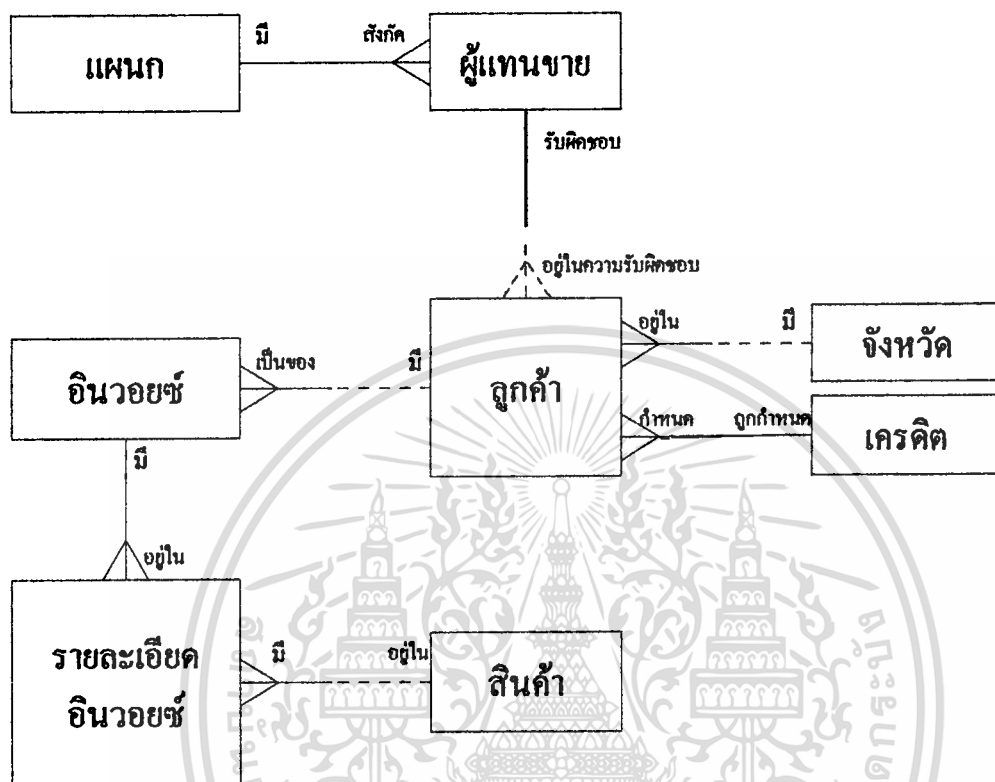 แผนก
มี
สังกัด
ผู้แทนขาย
รับผิดชอบ
อยู่ในความรับผิดชอบ
อินวอยซ์
เป็นของ
มี
ลูกค้า
อยู่ใน
มี
จังหวัด
กำหนด
ถูกกำหนด
เครดิต
มี
อยู่ใน
รายละเอียด
อินวอยซ์
มี
อยู่ใน
สินค้า